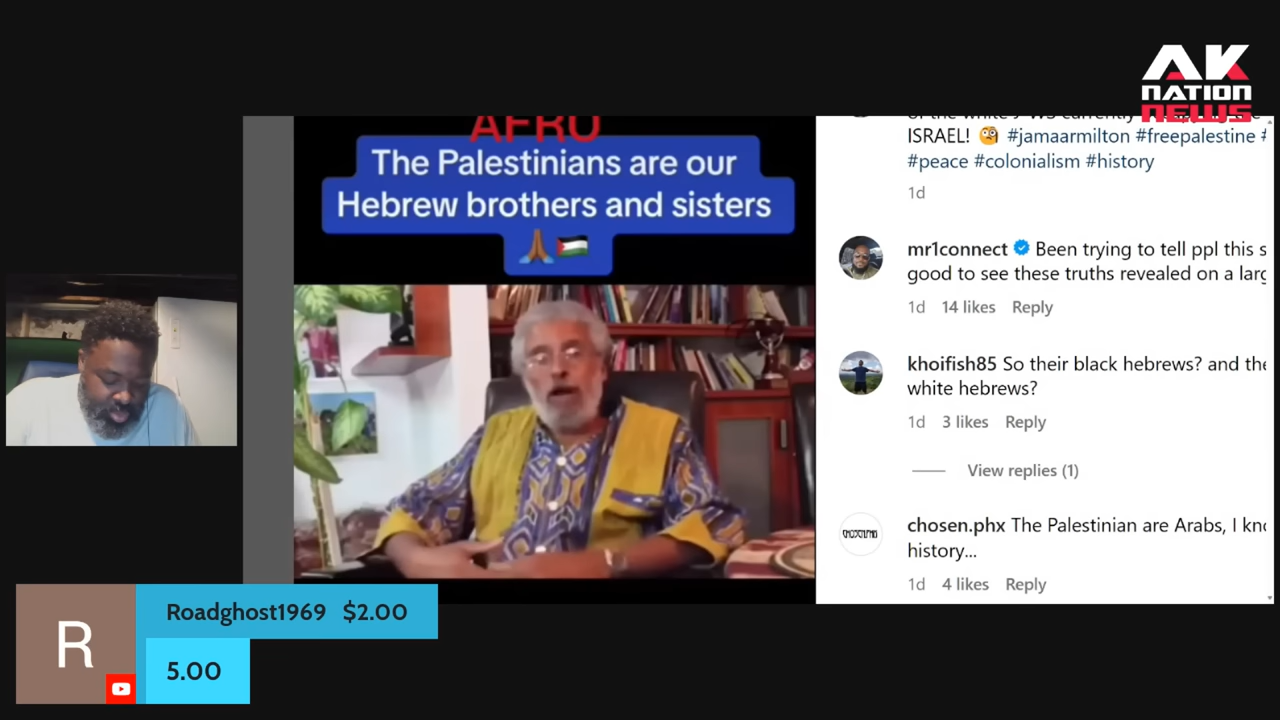 AK
NATION
NEWS
AFRO
The Palestinians are our
Hebrew brothers and sisters
ISRAEL! #jamaarmilton #freepalestine
#peace #colonialism #history
1d
mr1connect Been trying to tell ppl this s
good to see these truths revealed on a larg
1d 14 likes Reply
khoifish85 So their black hebrews? and the
white hebrews?
1d 3 likes Reply
View replies (1)
chosen.phx The Palestinian are Arabs, I kno
history...
1d 4 likes Reply
Roadghost1969 $2.00
R
5.00